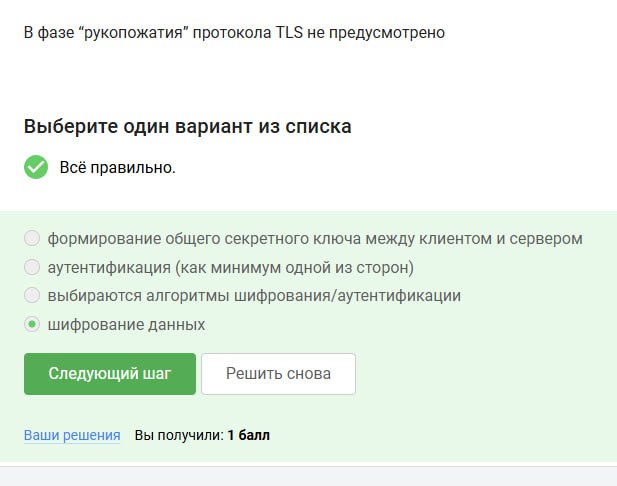 В фазе “рукопожатия” протокола TLS не предусмотрено
Выберите один вариант из списка
Всё правильно.
формирование общего секретного ключа между клиентом и сервером
аутентификация (как минимум одной из сторон)
выбираются алгоритмы шифрования/аутентификации
шифрование данных
Следующий шаг Решить снова
Ваши решения Вы получили: 1 балл